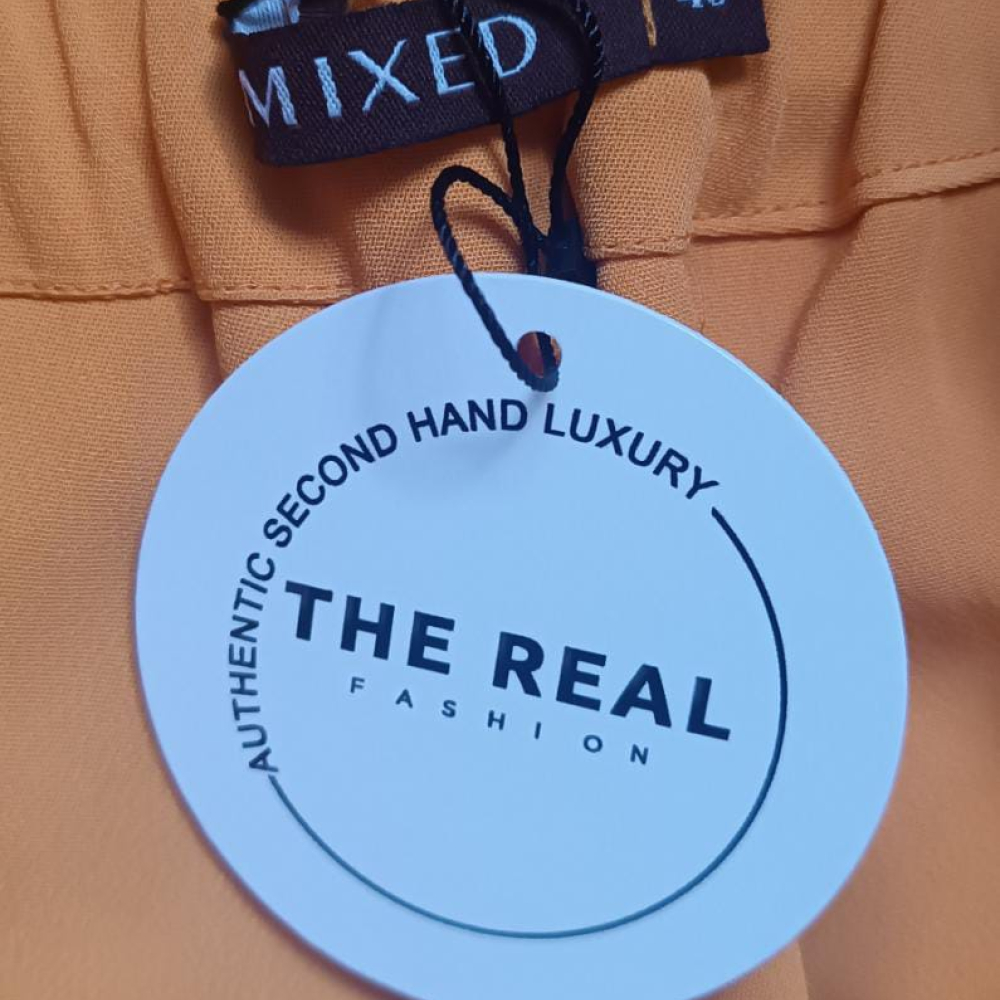 MIXED
AUTHENTIC SECOND HAND LUXURY
THE REAL
FASHION